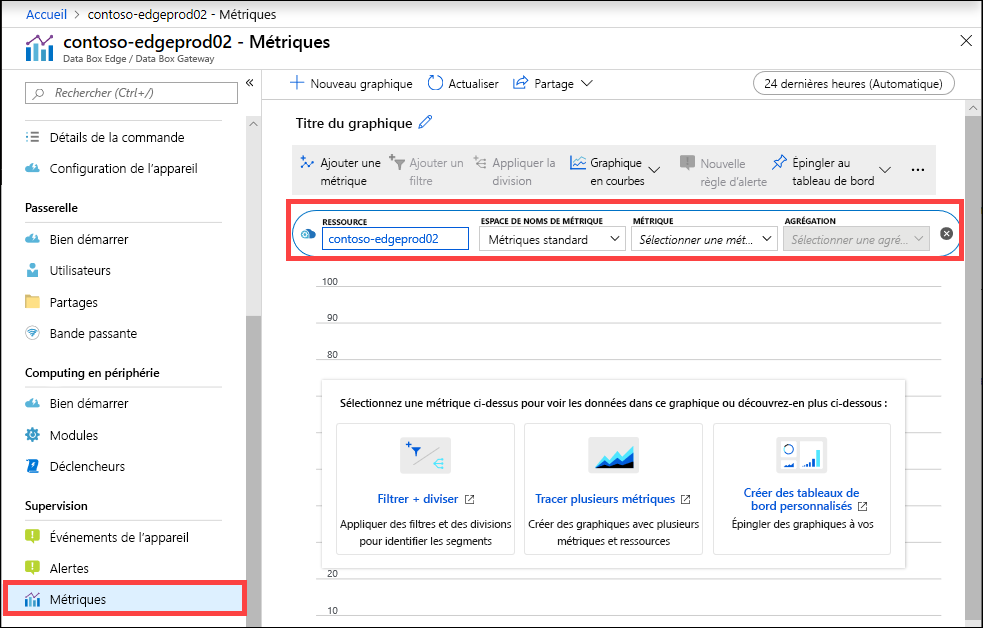 Accueil > contoso-edgeprod02 - Métriques
contoso-edgeprod02 - Métriques
Data Box Edge / Data Box Gateway
Rechercher (Ctrl+/)
Détails de la commande
Configuration de l'appareil
Passerelle
Bien démarrer
Utilisateurs
Partages
Bande passante
Computing en périphérie
Bien démarrer
Modules
Déclencheurs
Supervision
Événements de l'appareil
Alertes
Métriques
Nouveau graphique
Actualiser
Partage
24 dernières heures (Automatique)
Titre du graphique
Ajouter une
métrique
Ajouter un
filtre
Appliquer la
division
Graphique
en courbes
Nouvelle
règle d'alerte
Épingler au
tableau de bord
RESSOURCE
contoso-edgeprod02
ESPACE DE NOMS DE MÉTRIQUE
Métriques standard
MÉTRIQUE
Sélectionner une mét...
AGRÉGATION
Sélectionner une agré...
100
90
80
Sélectionnez une métrique ci-dessus pour voir les données dans ce graphique ou découvrez-en plus ci-dessous :
Filtrer + diviser
Appliquer des filtres et des divisions
pour identifier les segments
Tracer plusieurs métriques
Créer des graphiques avec plusieurs
métriques et ressources
Créer des tableaux de
bord personnalisés
Épingler des graphiques à vos
20
10